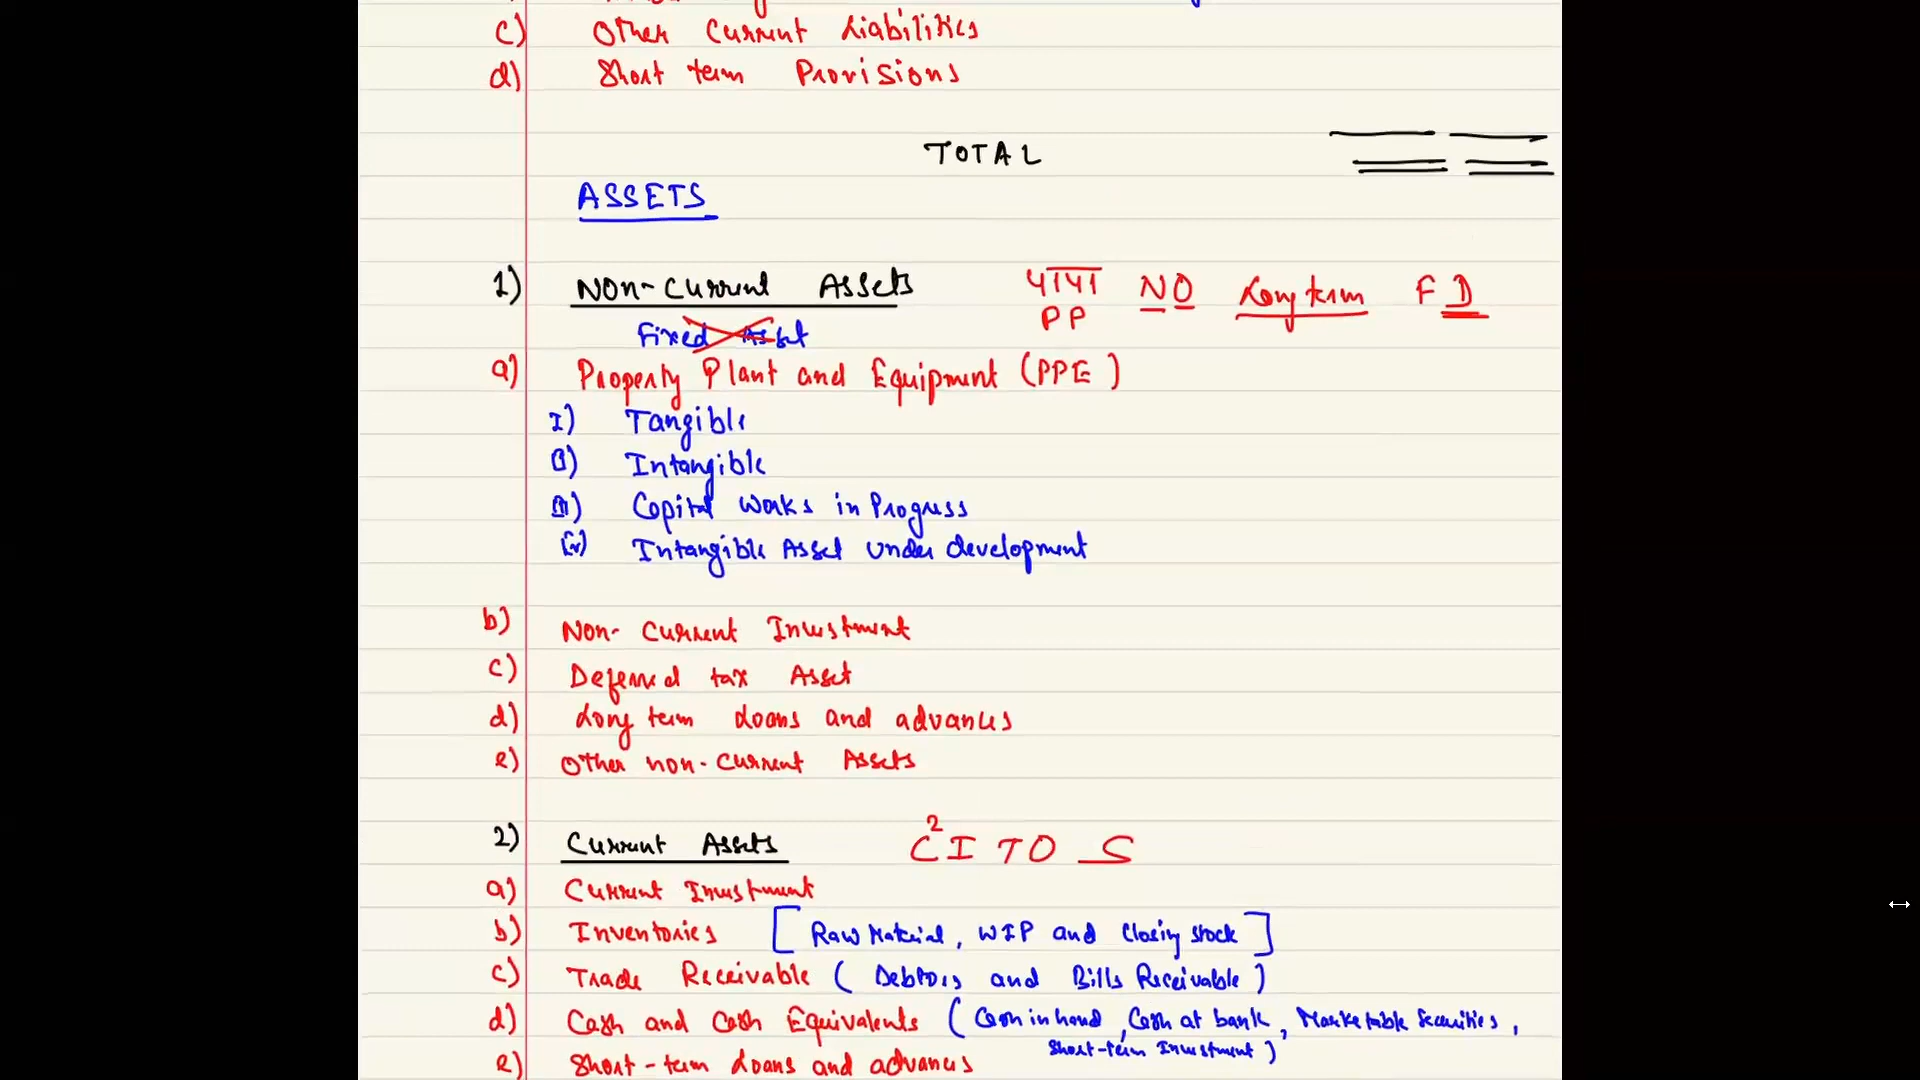 c) Other Current Liabilities
d) Short term Provisions
TOTAL
ASSETS
1) Non-Current Assets PP NO Long term FD
Fixed Asset
a) Property Plant and Equipment (PPE)
I) Tangible
II) Intangible
III) Capital Works in Progress
IV) Intangible Asset under development
b) Non-Current Investment
c) Deferred tax Asset
d) Long term Loans and advances
e) Other non-current Assets
2) Current Assets C²I TO S
a) Current Investment
b) Inventories [Raw Material, WIP and Closing stock]
c) Trade Receivable (Debtors and Bills Receivable)
d) Cash and Cash Equivalents (Cash in hand, Cash at bank, Marketable Securities,
Short-term Investment)
e) Short-term Loans and advances